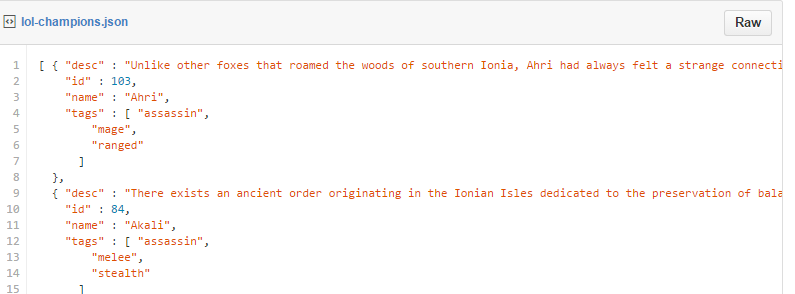 lol-champions.json
Raw
1 [ { "desc" : "Unlike other foxes that roamed the woods of southern Ionia, Ahri had always felt a strange connecti
2 "id" : 103,
3 "name" : "Ahri",
4 "tags" : [ "assassin",
5 "mage",
6 "ranged"
7 ]
8 },
9 { "desc" : "There exists an ancient order originating in the Ionian Isles dedicated to the preservation of bala
10 "id" : 84,
11 "name" : "Akali",
12 "tags" : [ "assassin",
13 "melee",
14 "stealth"
15 ]